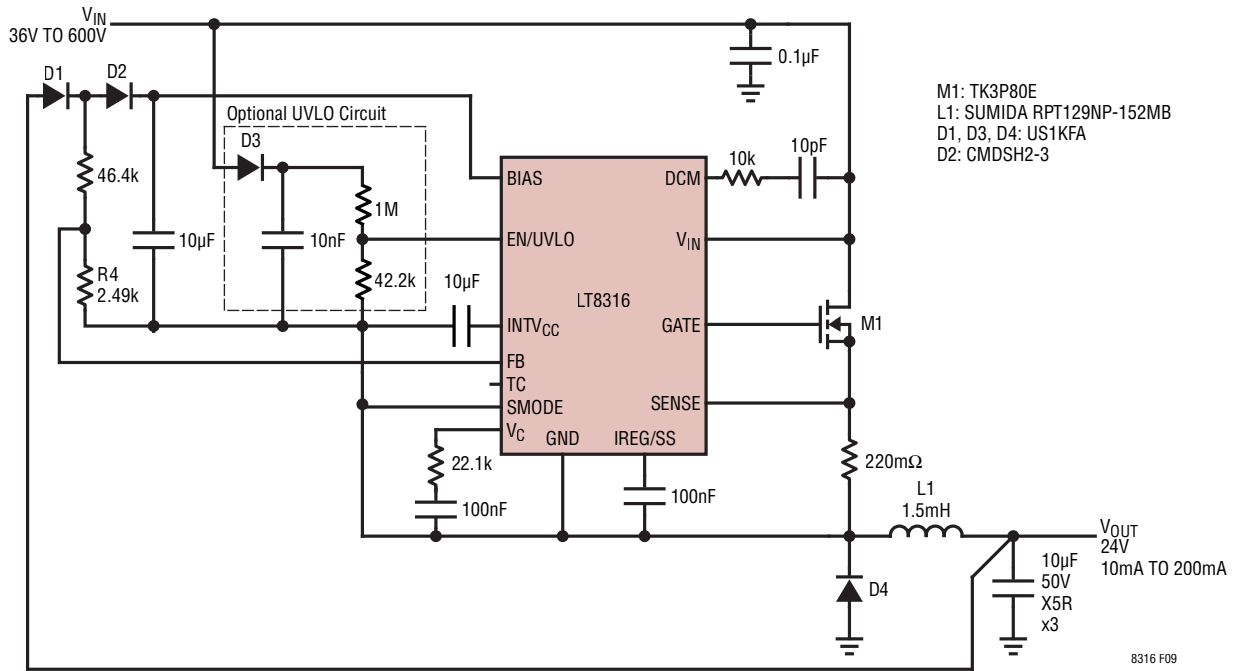 VIN
36V TO 600V
D1
D2
0.1µF
M1: TK3P80E
L1: SUMIDA RPT129NP-152MB
D1, D3, D4: US1KFA
D2: CMDSH2-3
Optional UVLO Circuit
D3
46.4k
1M
10µF
10nF
R4
2.49k
42.2k
10µF
BIAS
DCM
10k
10pF
EN/UVLO
VIN
LT8316
INTVCC
GATE
M1
FB
TC
SMODE
SENSE
VC
GND
IREG/SS
22.1k
100nF
100nF
220mΩ
L1
1.5mH
VOUT
24V
10mA TO 200mA
D4
10µF
50V
X5R
x3
8316 F09